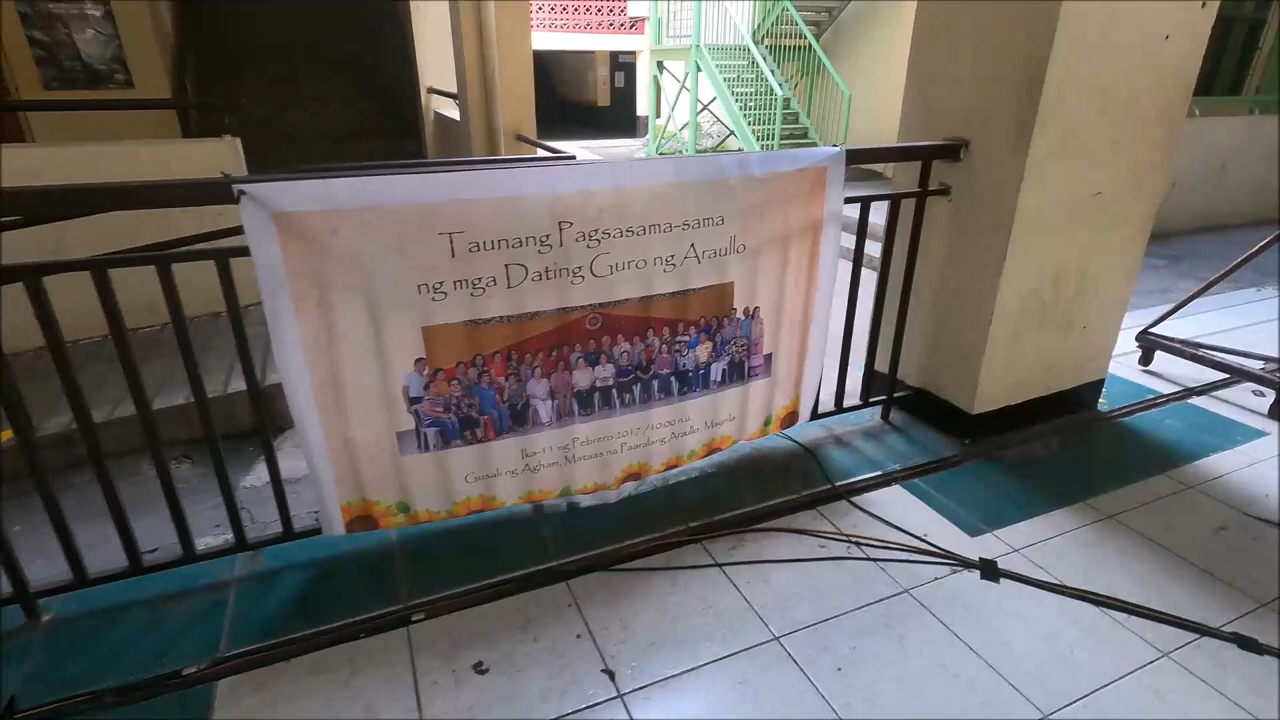 Taunang Pagsasama-sama
ng mga Dating Guro ng Araullo
Ika-11 ng Pebrero 2017/10:00 n.u.
Gusali ng Agham, Mataas na Paaralang Araullo, Maynila